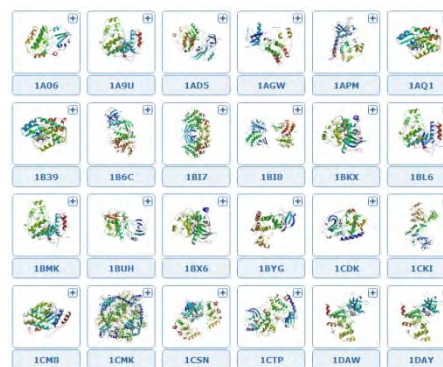 1A06 1A9U 1AD5 1AGW 1APM 1AQ1
1B39 1B6C 1BI7 1BI8 1BKX 1BL6
1BMK 1BUH 1BX6 1BYG 1CDK 1CKI
1CM8 1CMK 1CSN 1CTP 1DAW 1DAY